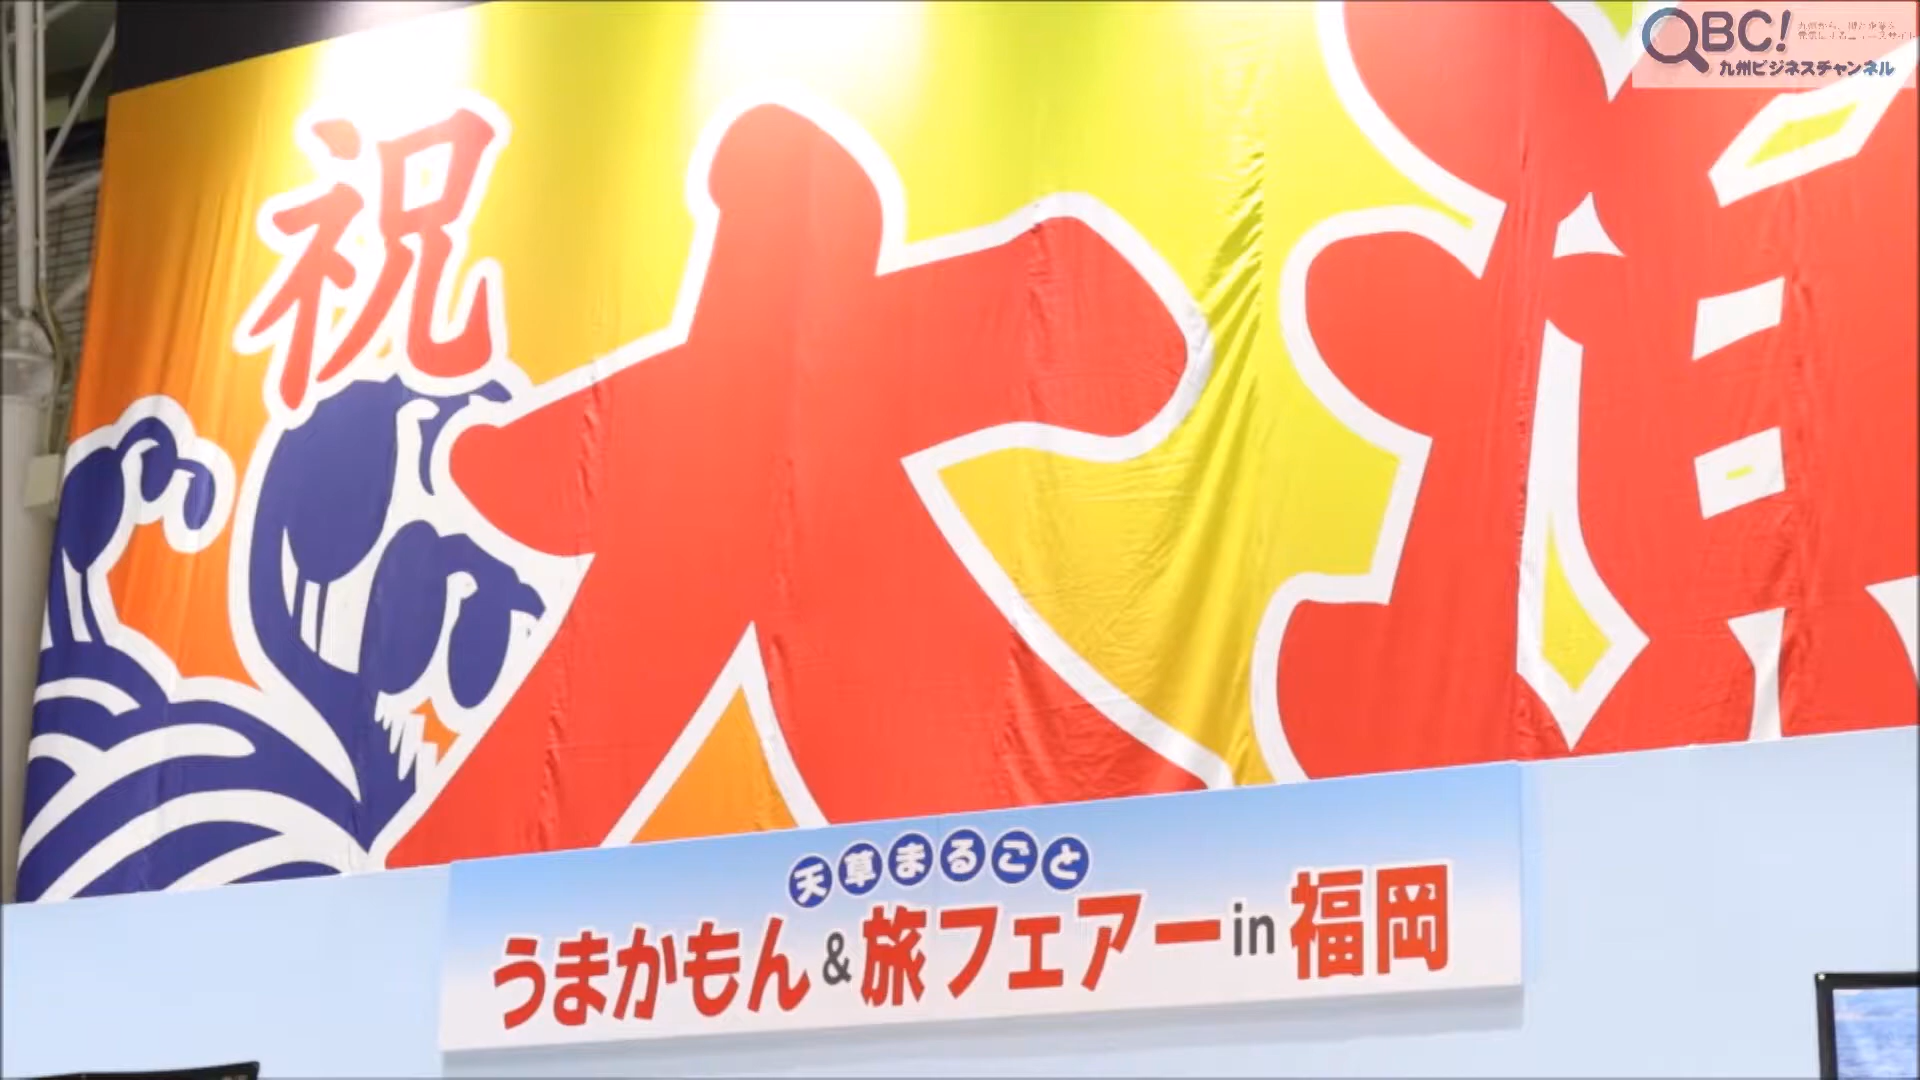 祝
大漁
天草まるごと
うまかもん&旅フェアーin福岡
QBC!
九州ビジネスチャンネル